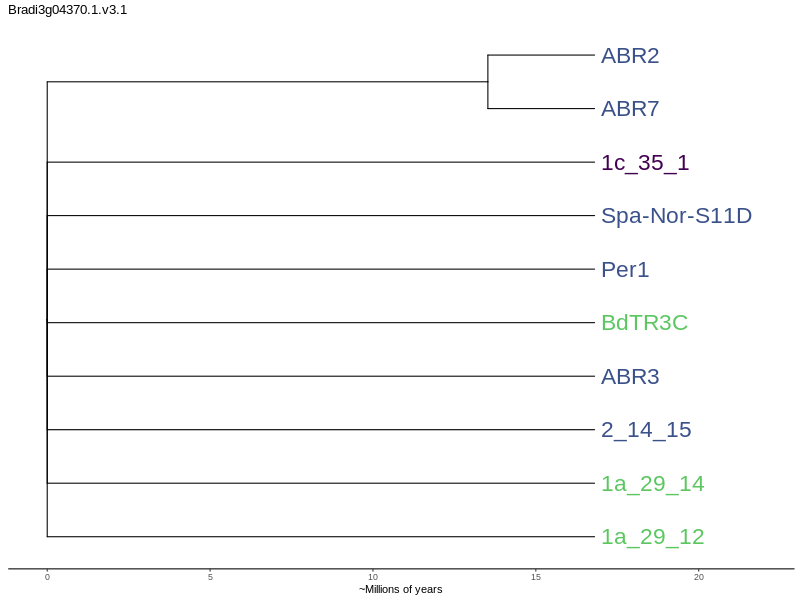 Bradi3g04370.1.v3.1
ABR2
ABR7
1c_35_1
Spa-Nor-S11D
Per1
BdTR3C
ABR3
2_14_15
1a_29_14
1a_29_12
0 5 10 15 20
~Millions of years